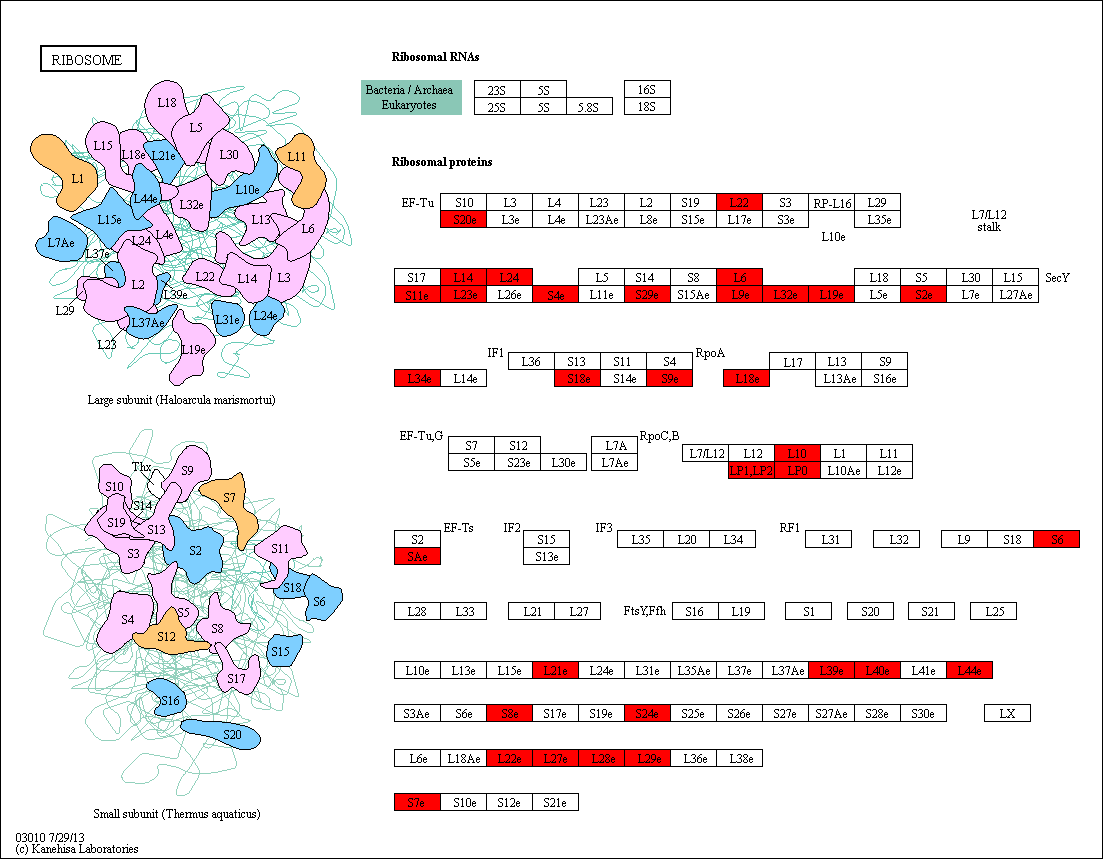 RIBOSOME
Ribosomal RNAs
Bacteria / Archaea 23S 5S 16S
Eukaryotes 25S 5S 5.8S 18S
Ribosomal proteins
EF-Tu S10 L3 L4 L23 L2 S19 L22 S3 RP-L16 L29
S20e L3e L4e L23Ae L8e S15e L17e S3e L35e
L10e
L7/L12
stalk
S17 L14 L24 L5 S14 S8 L6 L18 S5 L30 L15 SecY
S11e L23e L26e S4e L11e S29e S15Ae L9e L32e L19e L5e S2e L7e L27Ae
IF1 L36 S13 S11 S4 RpoA L17 L13 S9
L34e L14e S18e S14e S9e L18e L13Ae S16e
EF-Tu,G S7 S12 L7A RpoC,B L7/L12 L12 L10 L1 L11
S5e S23e L30e L7Ae LP1,LP2 LP0 L10Ae L12e
S2 EF-Ts IF2 S15 IF3 L35 L20 L34 RF1 L31 L32 L9 S18 S6
SAe S13e
L28 L33 L21 L27 FtsY,Ffh S16 L19 S1 S20 S21 L25
L10e L13e L15e L21e L24e L31e L35Ae L37e L37Ae L39e L40e L41e L44e
S3Ae S6e S8e S17e S19e S24e S25e S26e S27e S27Ae S28e S30e LX
L6e L18Ae L22e L27e L28e L29e L36e L38e
S7e S10e S12e S21e
L18
L5
L15
L18e
L21e
L30
L11
L1
L44e
L10e
L32e
L15e
L13
L6
L7Ae
L24
L4e
L37e
L2
L22
L14
L3
L39e
L29
L37Ae
L31e
L24e
L23
L19e
Large subunit (Haloarcula marismortui)
Thx
S9
S10
S7
S14
S19
S13
S3
S2
S11
S18
S6
S4
S5
S8
S12
S15
S17
S16
S20
Small subunit (Thermus aquaticus)
03010 7/29/13
(c) Kanehisa Laboratories